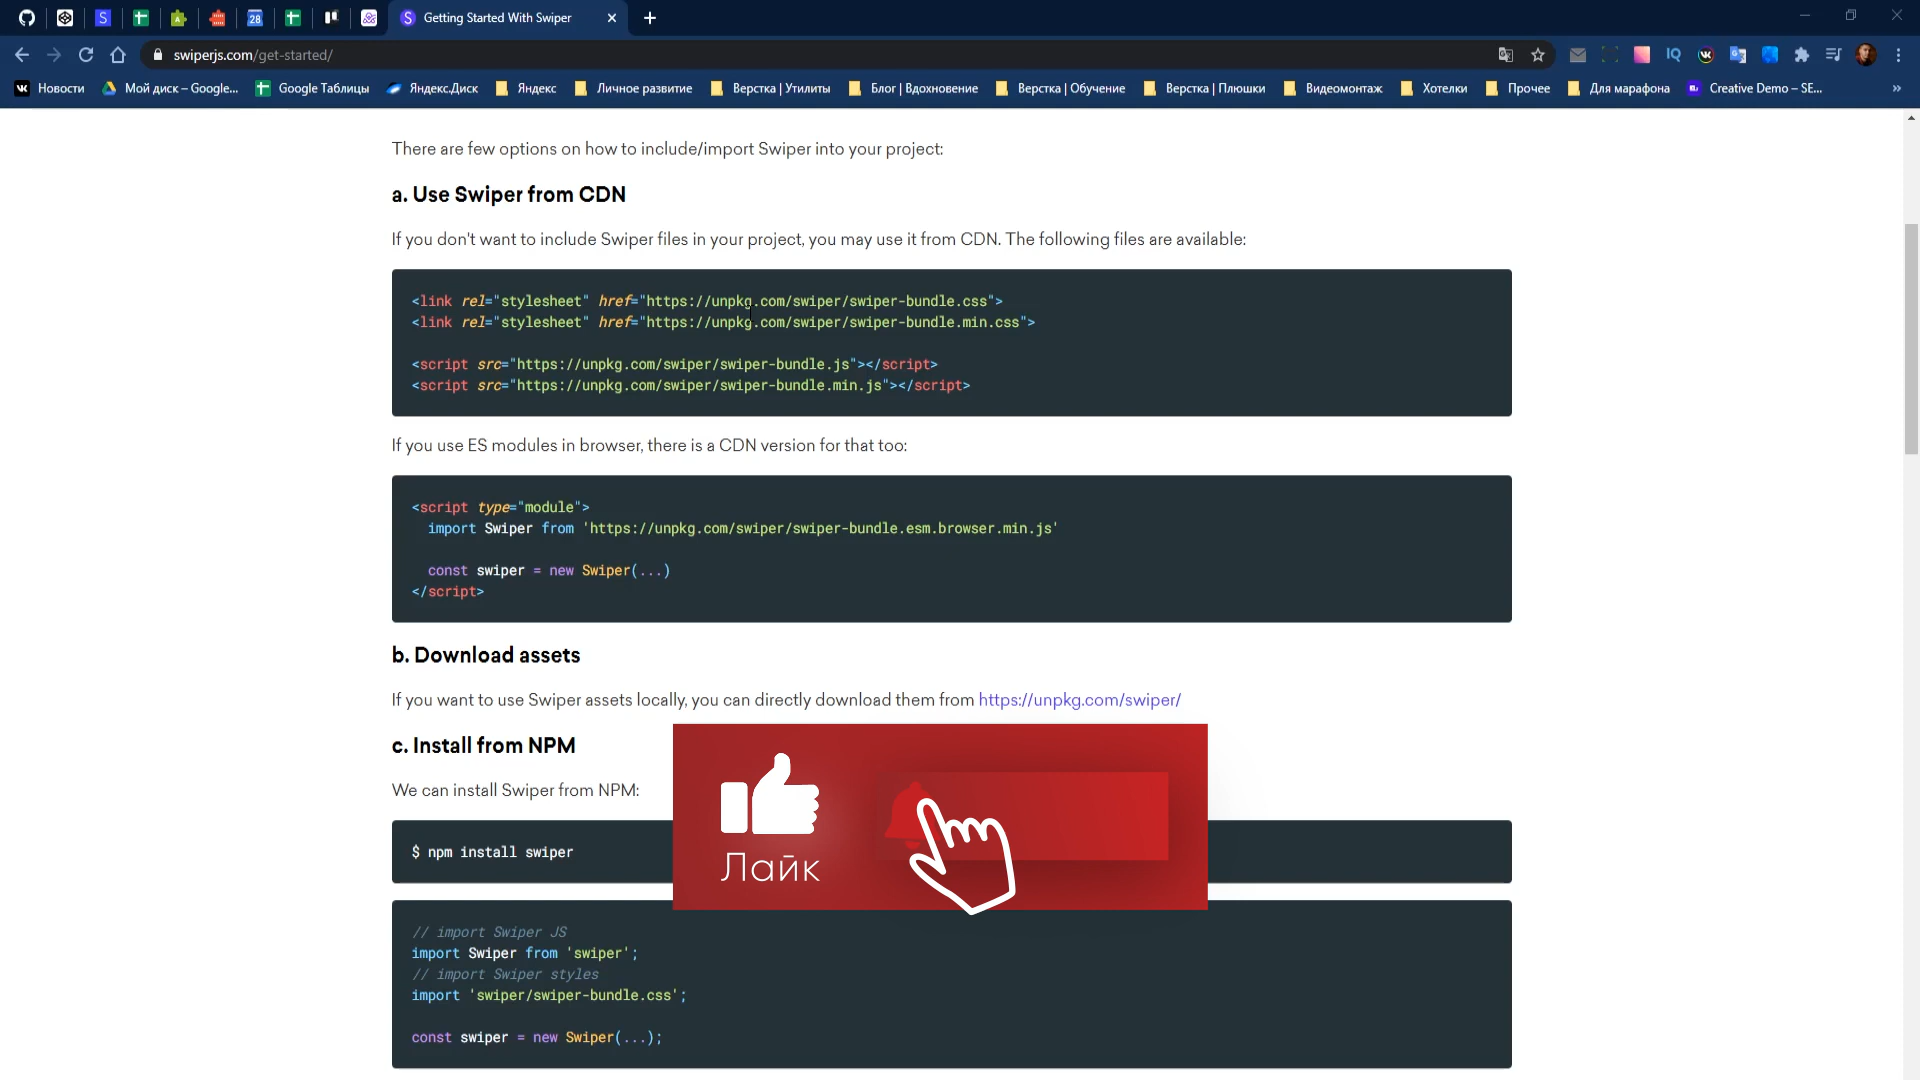 28
Getting Started With Swiper
swiperjs.com/get-started/
IQ
Новости
Мой диск – Google...
Google Таблицы
Яндекс.Диск
Яндекс
Личное развитие
Верстка | Утилиты
Блог | Вдохновение
Верстка | Обучение
Верстка | Плюшки
Видеомонтаж
Хотелки
Прочее
Для марафона
Creative Demo – SE...
There are few options on how to include/import Swiper into your project:
a. Use Swiper from CDN
If you don't want to include Swiper files in your project, you may use it from CDN. The following files are available:
<link rel="stylesheet" href="https://unpkg.com/swiper/swiper-bundle.css">
<link rel="stylesheet" href="https://unpkg.com/swiper/swiper-bundle.min.css">
<script src="https://unpkg.com/swiper/swiper-bundle.js"></script>
<script src="https://unpkg.com/swiper/swiper-bundle.min.js"></script>
If you use ES modules in browser, there is a CDN version for that too:
<script type="module">
import Swiper from 'https://unpkg.com/swiper/swiper-bundle.esm.browser.min.js'
const swiper = new Swiper(...)
</script>
b. Download assets
If you want to use Swiper assets locally, you can directly download them from https://unpkg.com/swiper/
c. Install from NPM
We can install Swiper from NPM:
$ npm install swiper
Лайк
// import Swiper JS
import Swiper from 'swiper';
// import Swiper styles
import 'swiper/swiper-bundle.css';
const swiper = new Swiper(...);